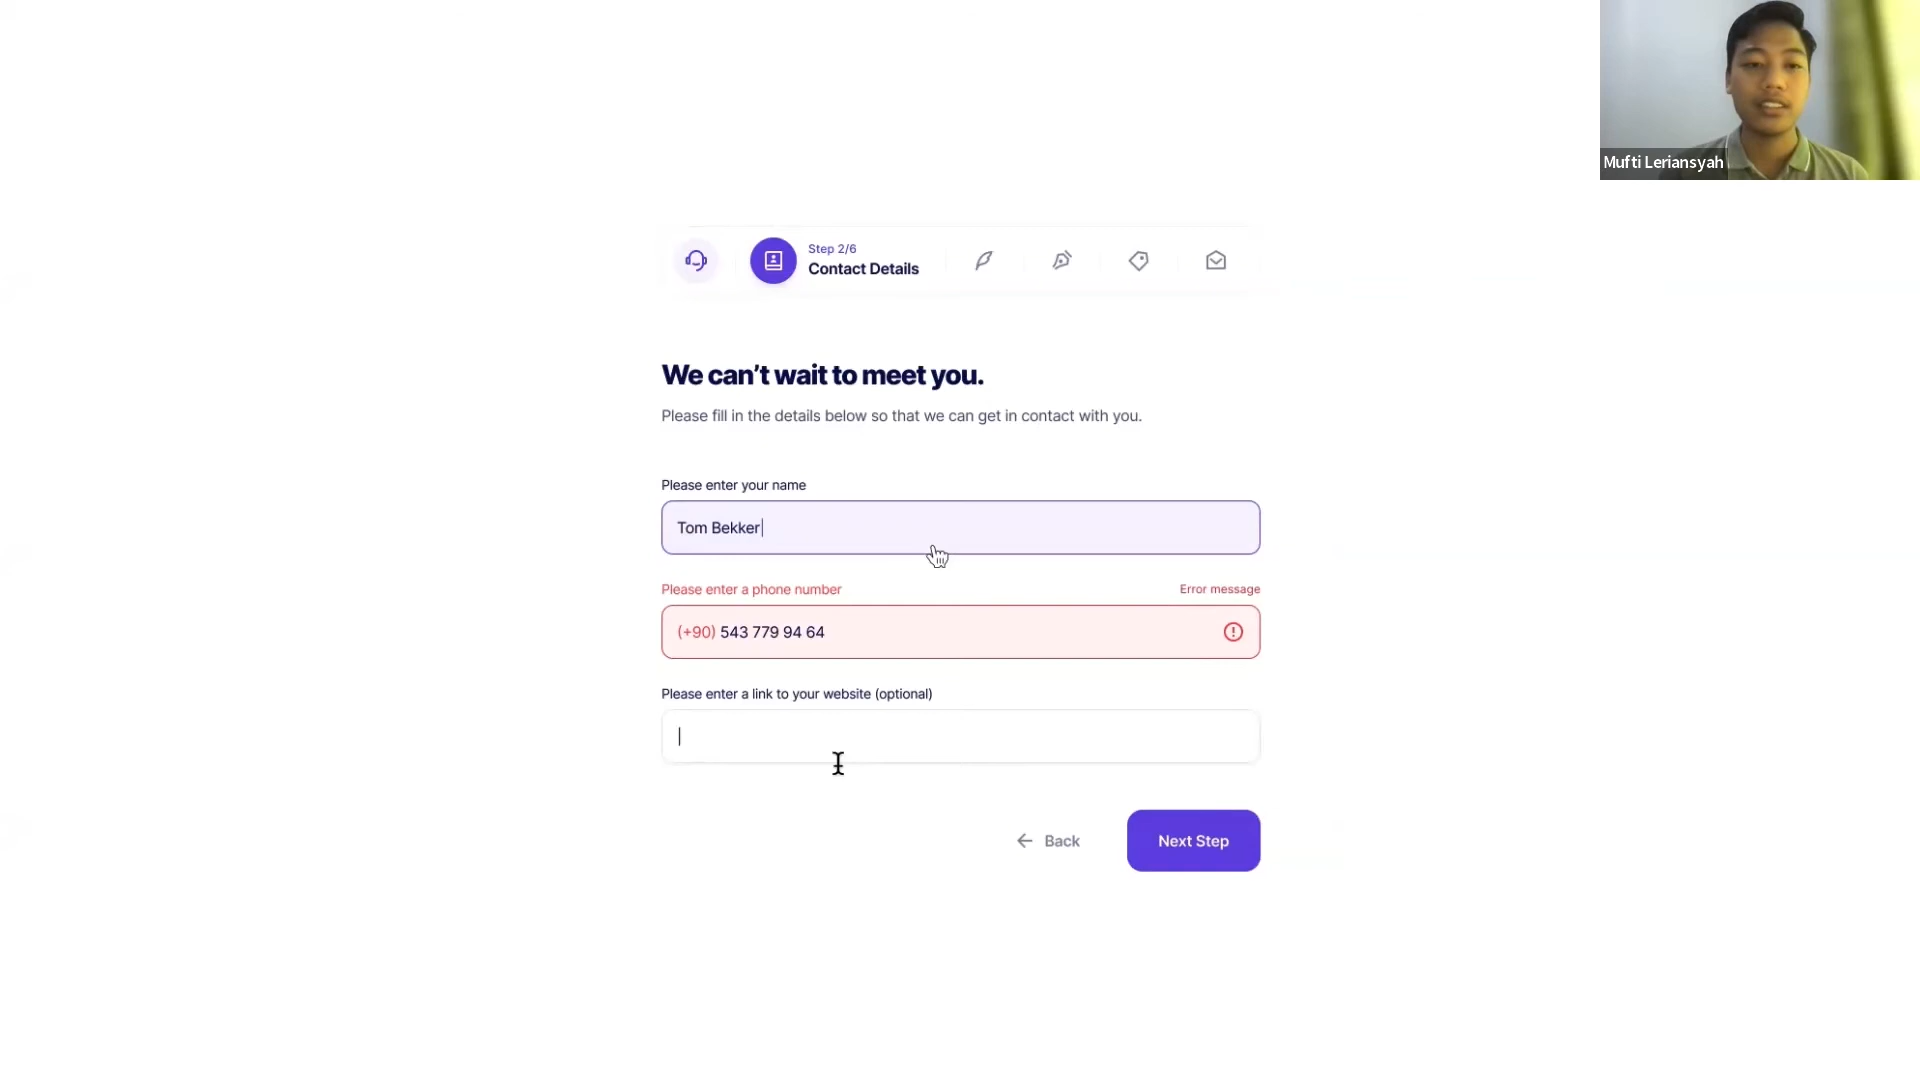 Mufti Leriansyah
Step 2/6
Contact Details
We can’t wait to meet you.
Please fill in the details below so that we can get in contact with you.
Please enter your name
Tom Bekker
Please enter a phone number
Error message
(+90) 543 779 94 64
Please enter a link to your website (optional)
Back
Next Step